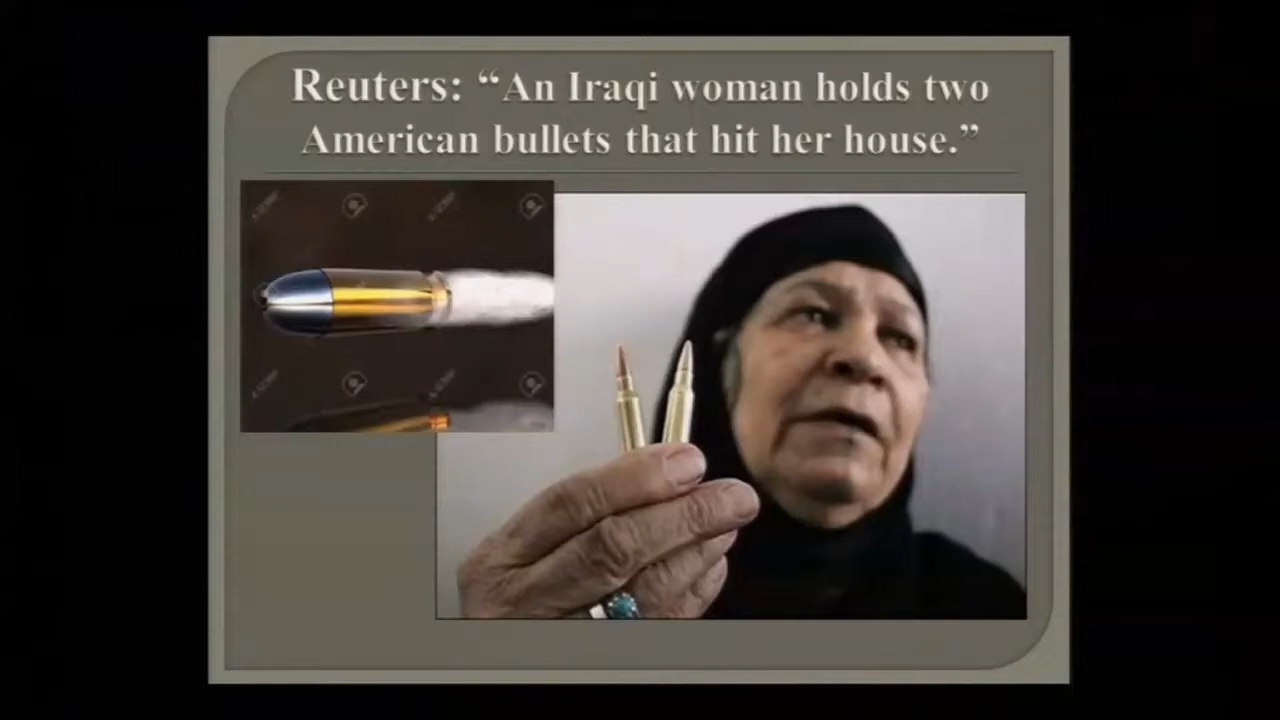 Reuters: “An Iraqi woman holds two
American bullets that hit her house.”